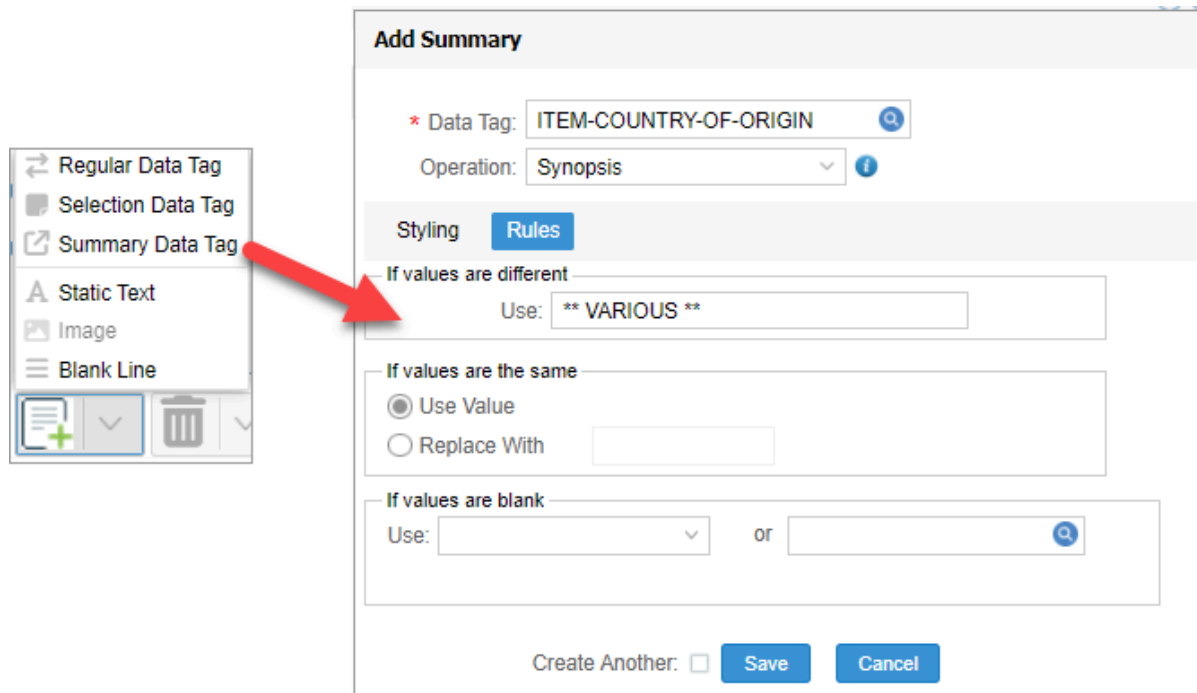 Add Summary
* Data Tag: ITEM-COUNTRY-OF-ORIGIN
Operation: Synopsis
Regular Data Tag
Selection Data Tag
Summary Data Tag
Static Text
Image
Blank Line
Styling Rules
If values are different
Use: ** VARIOUS **
If values are the same
Use Value
Replace With
If values are blank
Use: or
Create Another: Save Cancel